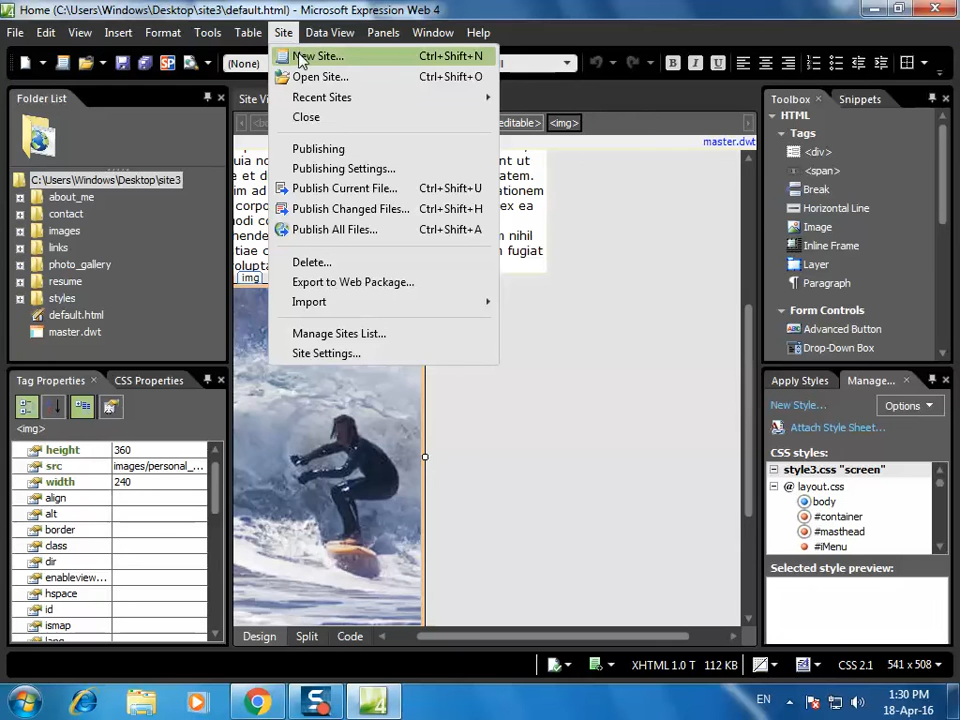 Home (C:\Users\Windows\Desktop\site3\default.html) - Microsoft Expression Web 4
File Edit View Insert Format Tools Table Site Data View Panels Window Help
(None)
New Site... Ctrl+Shift+N
Open Site... Ctrl+Shift+O
Recent Sites
Close
Publishing
Publishing Settings...
Publish Current File... Ctrl+Shift+U
Publish Changed Files... Ctrl+Shift+H
Publish All Files... Ctrl+Shift+A
Delete...
Export to Web Package...
Import
Manage Sites List...
Site Settings...
Folder List
C:\Users\Windows\Desktop\site3
about_me
contact
images
links
photo_gallery
resume
styles
default.html
master.dwt
Tag Properties CSS Properties
<img>
height 360
src images/personal_...
width 240
align
alt
border
class
dir
enableview...
hspace
id
ismap
lang
editable> <img>
master.dwt
img
Design Split Code
Toolbox Snippets
HTML
Tags
<div>
<span>
Break
Horizontal Line
Image
Inline Frame
Layer
Paragraph
Form Controls
Advanced Button
Drop-Down Box
Apply Styles Manage...
New Style... Options
Attach Style Sheet...
CSS styles:
style3.css "screen"
@ layout.css
body
#container
#masthead
#iMenu
Selected style preview:
XHTML 1.0 T 112 KB CSS 2.1 541 x 508
EN
1:30 PM
18-Apr-16